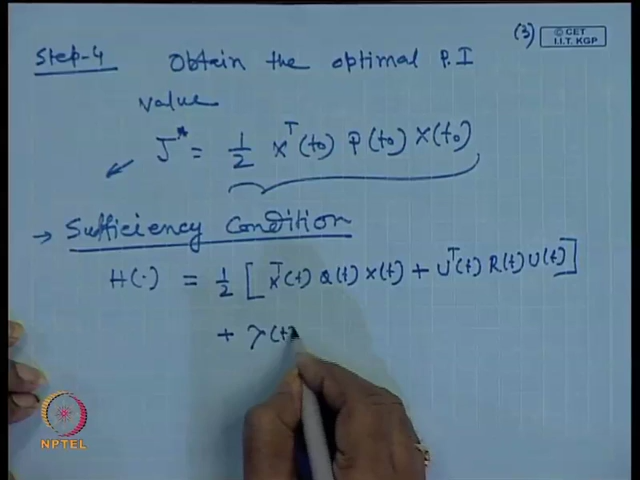 (3) © CET I.I.T. KGP
Step-4 Obtain the optimal P.I
value
J* = 1/2 x^T(t₀) P(t₀) x(t₀)
→ Sufficiency Condition
H(·) = 1/2 [x^T(t) Q(t) x(t) + U^T(t) R(t) U(t)]
+ λ(t)
NPTEL